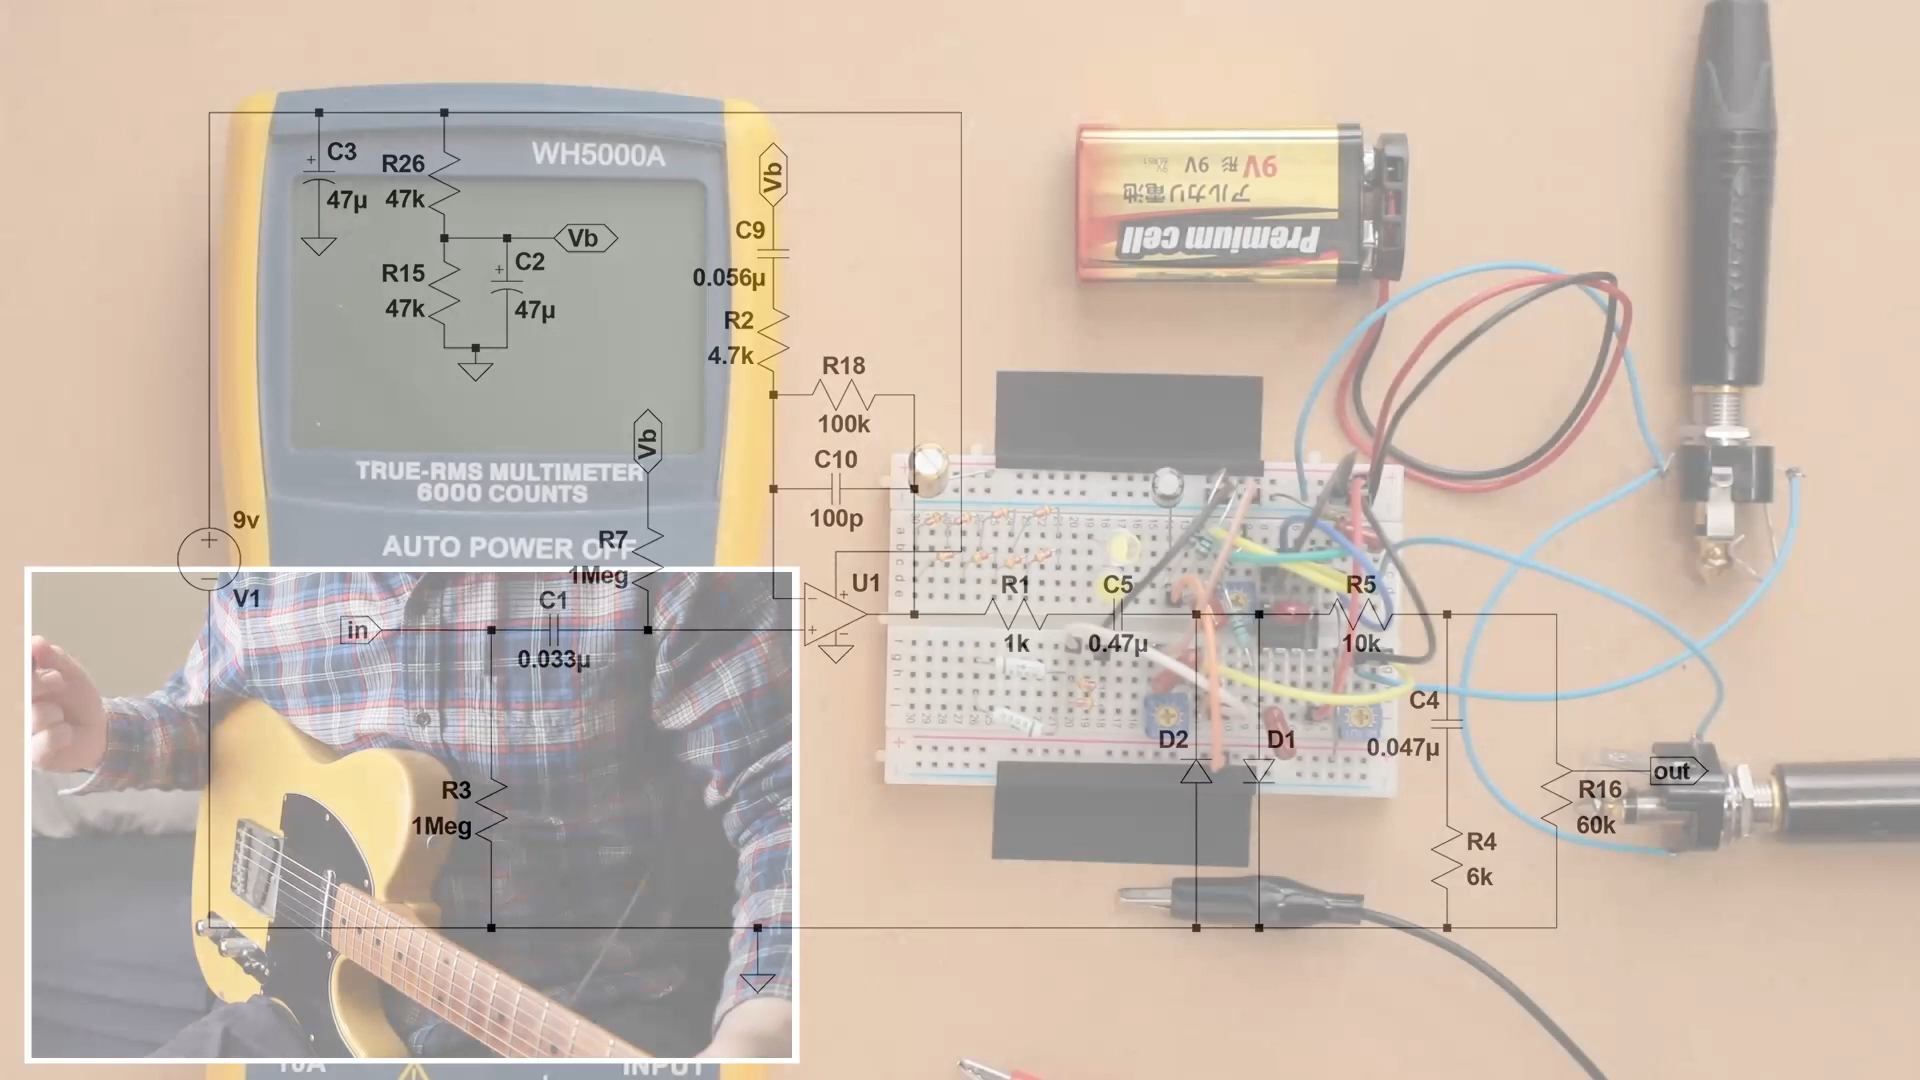 WH5000A
C3
47µ
R26
47k
Vb
C2
47µ
R15
47k
Vb
C9
0.056µ
R2
4.7k
R18
100k
C10
100p
9V 形 9V
アルカリ電池
Premium cell
TRUE-RMS MULTIMETER
6000 COUNTS
AUTO POWER OFF
Vb
R7
1Meg
9v
V1
in
C1
0.033µ
U1
R1
1k
C5
0.47µ
R5
10k
C4
0.047µ
D2
D1
R3
1Meg
out
R16
60k
R4
6k
10A
INPUT